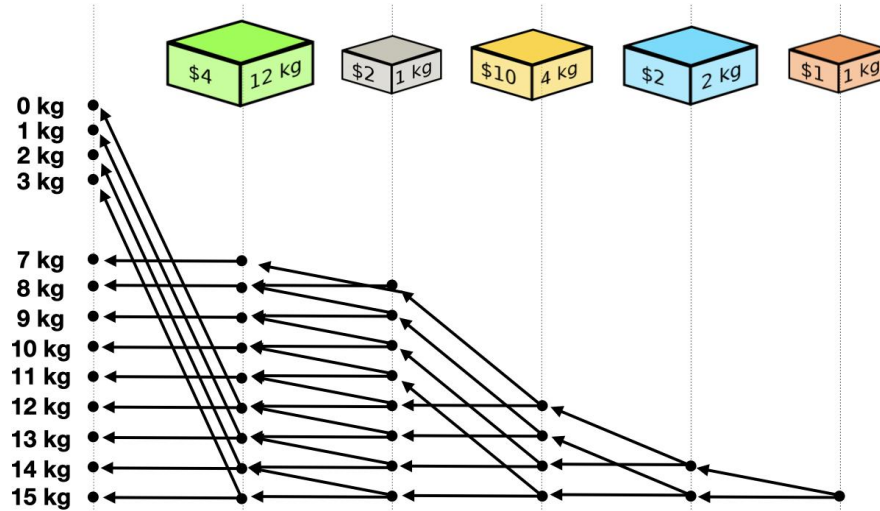 $4 12 kg
$2 1 kg
$10 4 kg
$2 2 kg
$1 1 kg
0 kg
1 kg
2 kg
3 kg
7 kg
8 kg
9 kg
10 kg
11 kg
12 kg
13 kg
14 kg
15 kg